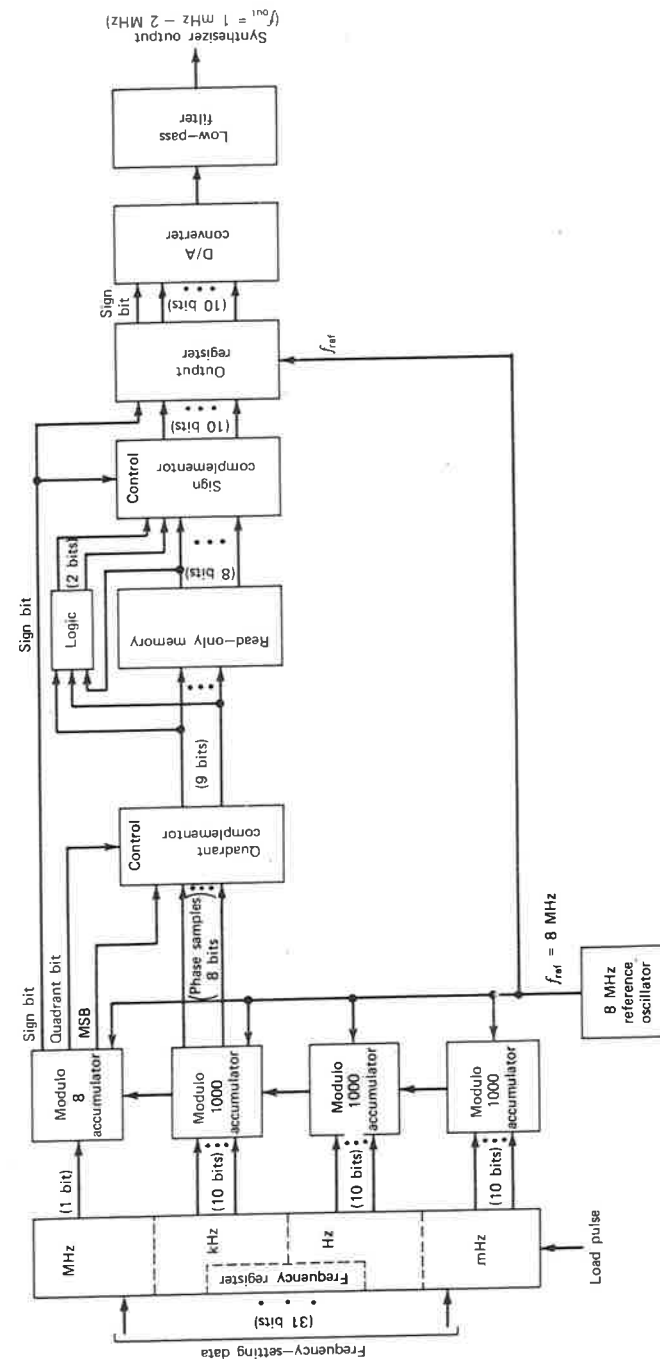 Frequency—setting data
(31 bits)
Load pulse
MHz
kHz
Hz
mHz
Frequency register
(1 bit)
(10 bits)
(10 bits)
(10 bits)
Modulo
8
accumulator
Modulo
1000
accumulator
Modulo
1000
accumulator
Modulo
1000
accumulator
8 MHz
reference
oscillator
f_ref = 8 MHz
Sign bit
Quadrant bit
MSB
(Phase samples)
8 bits
Control
Quadrant
complementor
(9 bits)
Read—only memory
Logic
(2 bits)
(8 bits)
Sign bit
Control
Sign
complementor
(10 bits)
Output
register
f_ref
Sign
bit
(10 bits)
D/A
converter
Low—pass
filter
Synthesizer output
(f_out = 1 mHz − 2 MHz)